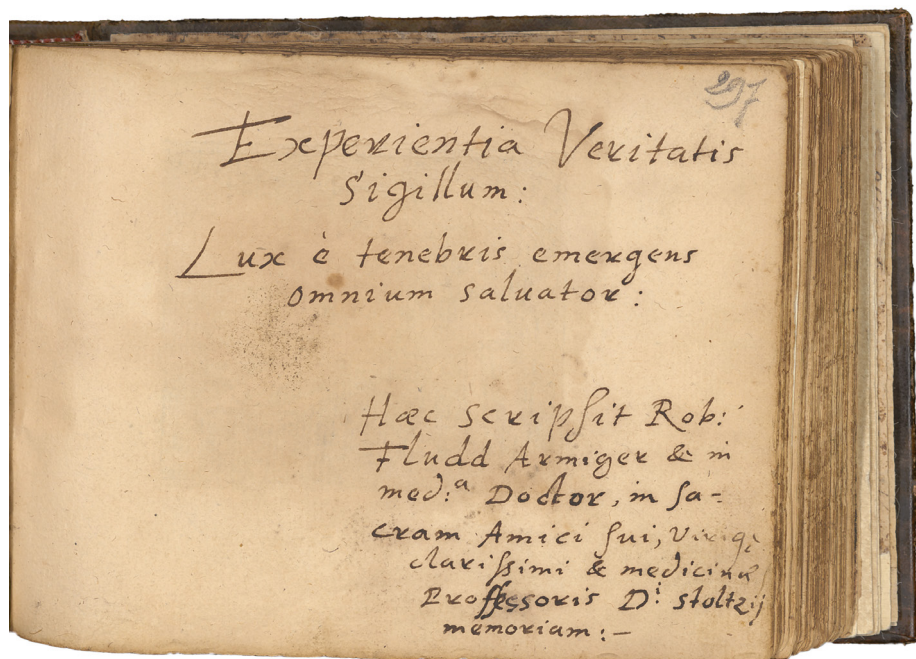 297
Experientia Veritatis
Sigillum:
Lux è tenebris emergens
omnium saluator:
Hæc scripsit Rob:
Fludd Armiger & in
med:ᵃ Doctor, in sa-
cram Amici sui,
clarissimi & medicinæ
Professoris D:ⁱ Stoltzij
memoriam:-